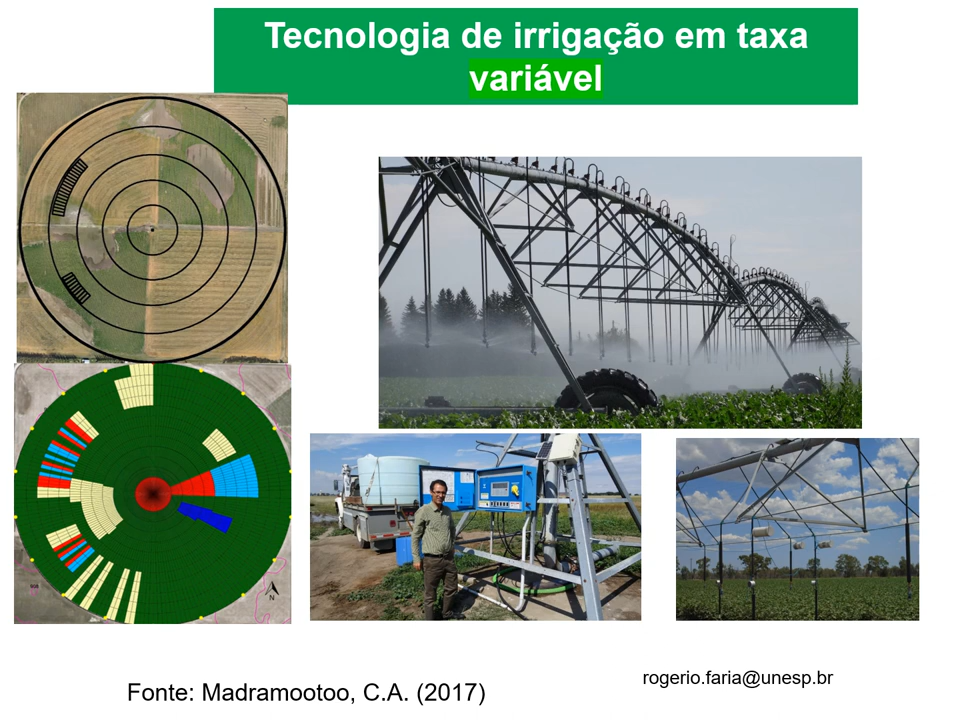 Tecnologia de irrigação em taxa
variável
N
Fonte: Madramootoo, C.A. (2017)
rogerio.faria@unesp.br